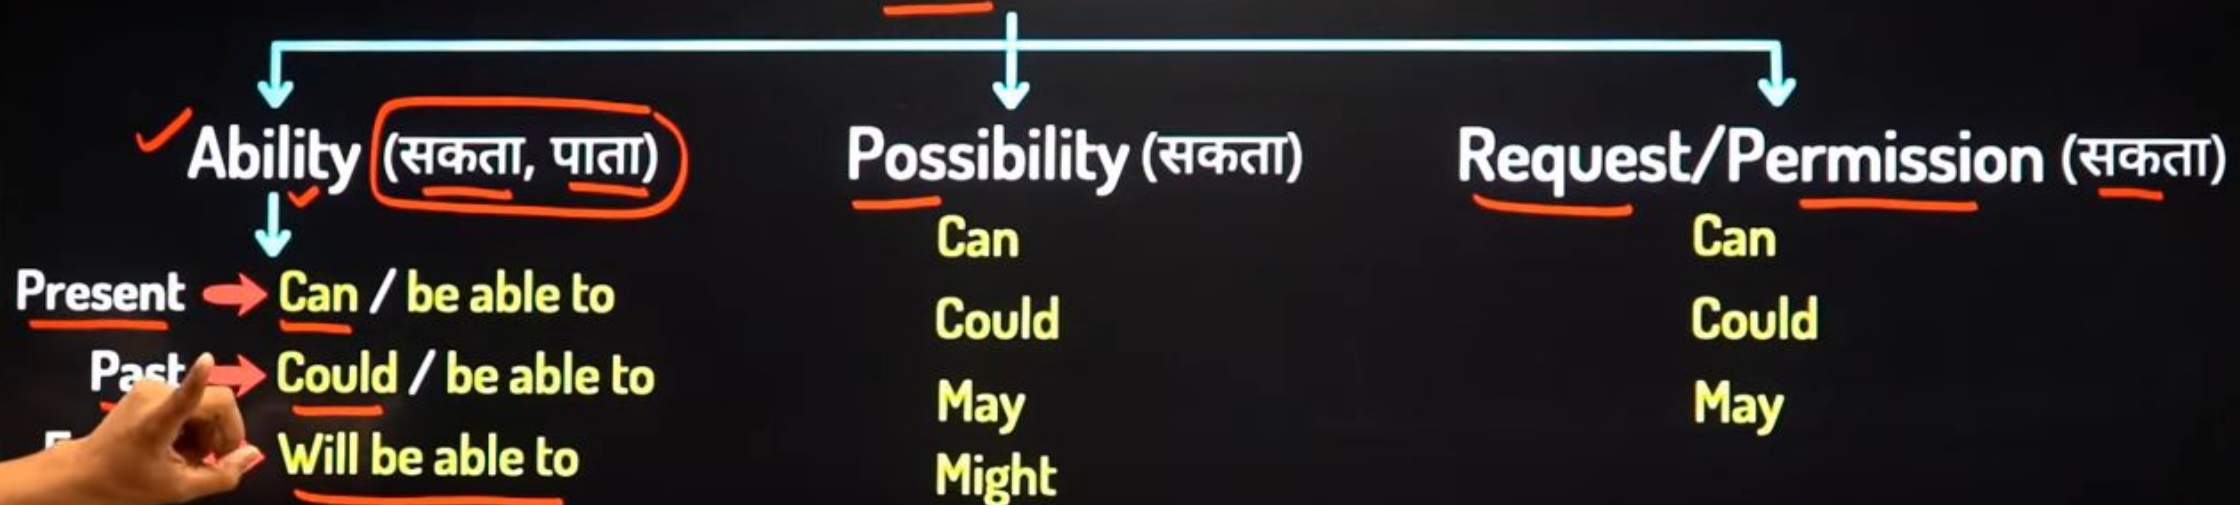 Ability (सकता, पाता)
Present Can / be able to
Past Could / be able to
Will be able to
Possibility (सकता)
Can
Could
May
Might
Request/Permission (सकता)
Can
Could
May